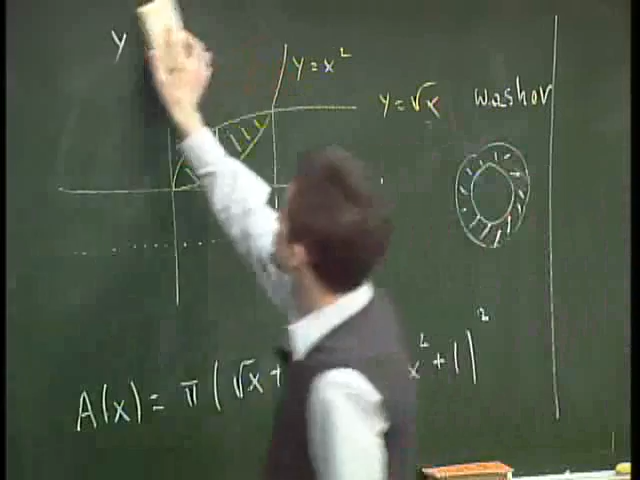 y
y = x²
y = √x
washer
A(x) = π (√x + x² + 1)²